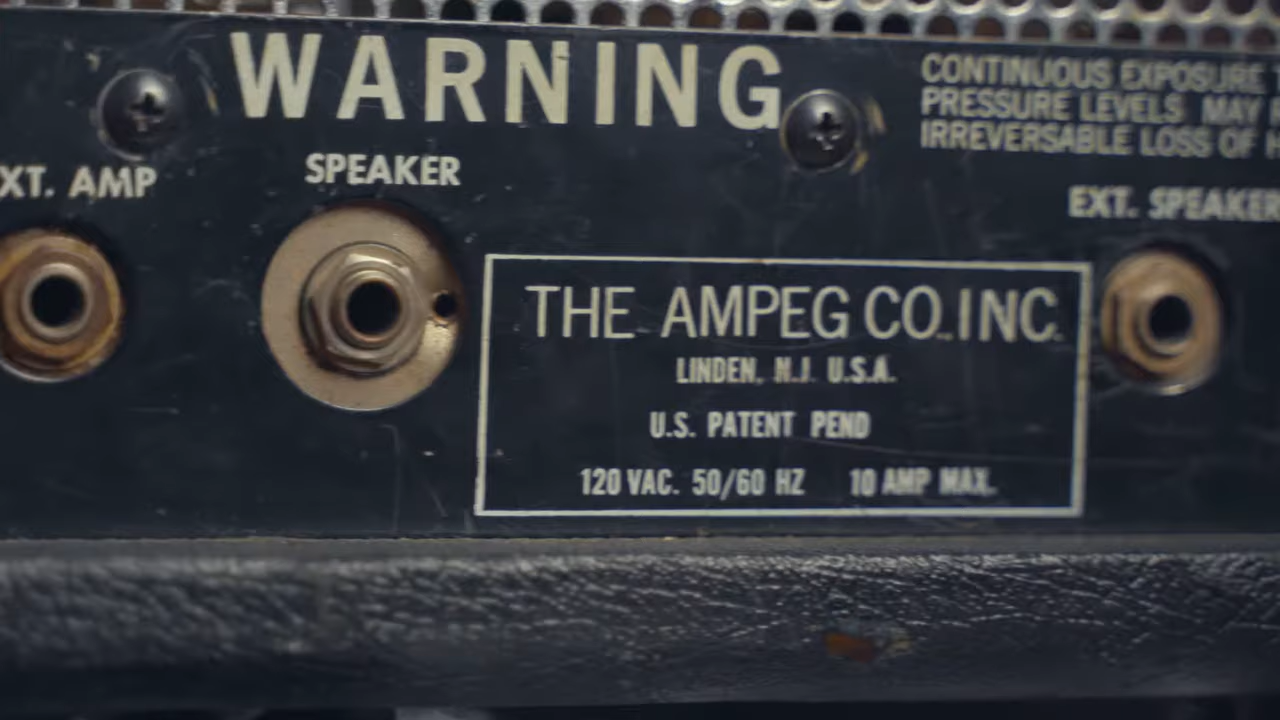 WARNING
CONTINUOUS EXPOSURE
PRESSURE LEVELS MAY
IRREVERSABLE LOSS OF
XT. AMP
SPEAKER
EXT. SPEAKER
THE AMPEG CO. INC.
LINDEN, N.J. U.S.A.
U.S. PATENT PEND
120 VAC. 50/60 HZ 10 AMP MAX.